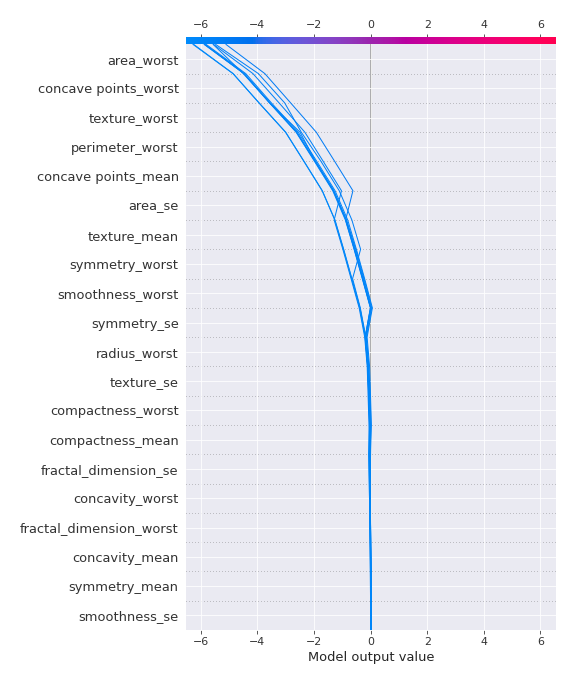 −6 −4 −2 0 2 4 6
area_worst
concave points_worst
texture_worst
perimeter_worst
concave points_mean
area_se
texture_mean
symmetry_worst
smoothness_worst
symmetry_se
radius_worst
texture_se
compactness_worst
compactness_mean
fractal_dimension_se
concavity_worst
fractal_dimension_worst
concavity_mean
symmetry_mean
smoothness_se
−6 −4 −2 0 2 4 6
Model output value